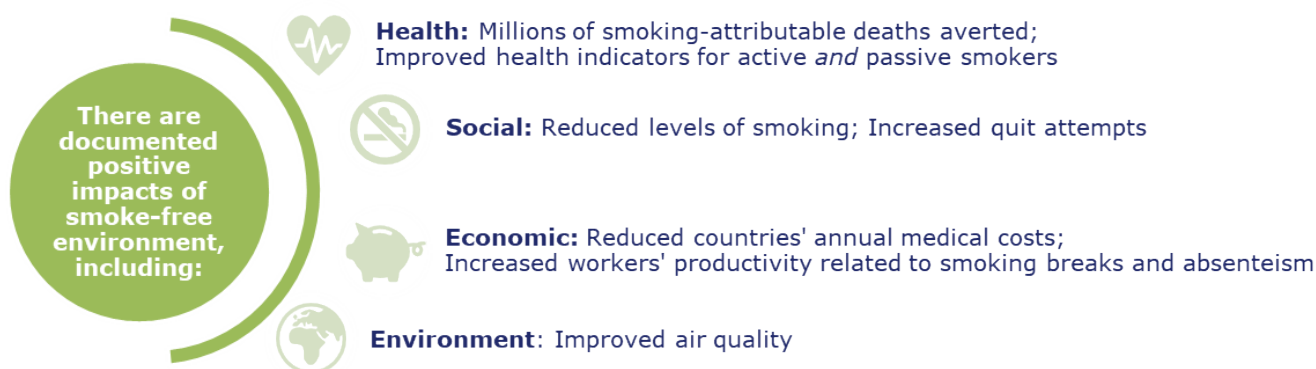 There are
documented
positive
impacts of
smoke-free
environment,
including:
Health: Millions of smoking-attributable deaths averted;
Improved health indicators for active and passive smokers
Social: Reduced levels of smoking; Increased quit attempts
Economic: Reduced countries' annual medical costs;
Increased workers' productivity related to smoking breaks and absenteism
Environment: Improved air quality